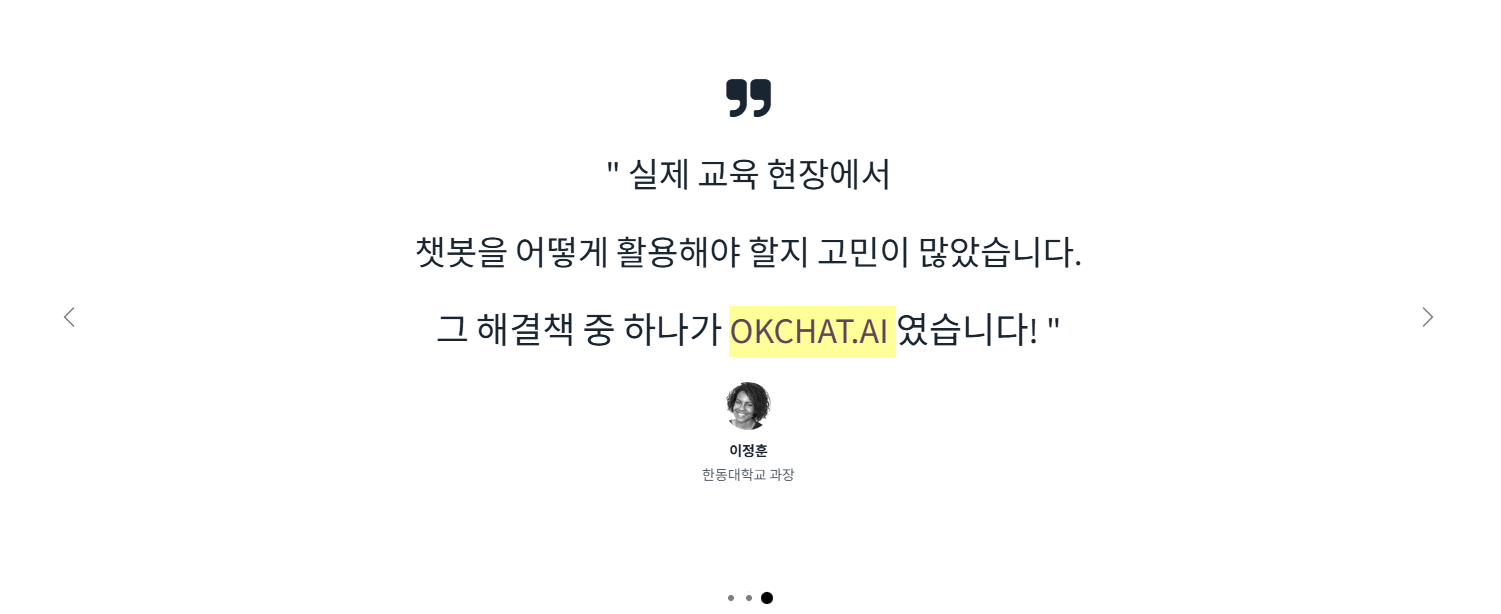 " 실제 교육 현장에서
챗봇을 어떻게 활용해야 할지 고민이 많았습니다.
그 해결책 중 하나가 OKCHAT.AI 였습니다! "
이정훈
한동대학교 과장